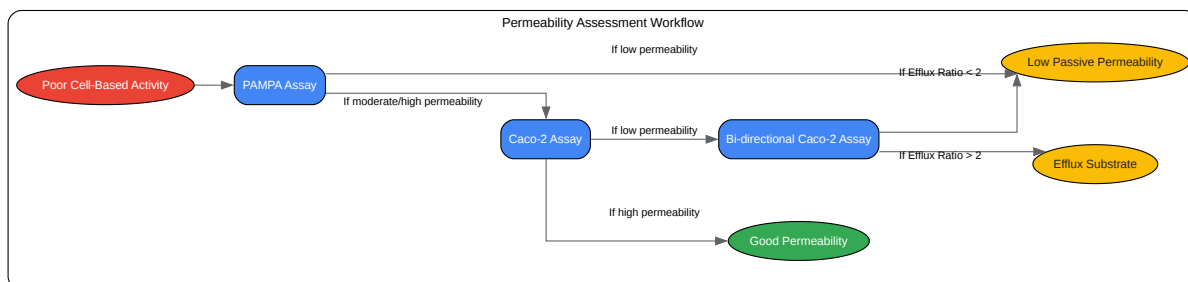 Permeability Assessment Workflow
If low permeability
Poor Cell-Based Activity
PAMPA Assay
If Efflux Ratio < 2
Low Passive Permeability
If moderate/high permeability
Caco-2 Assay
If low permeability
Bi-directional Caco-2 Assay
If Efflux Ratio > 2
Efflux Substrate
If high permeability
Good Permeability